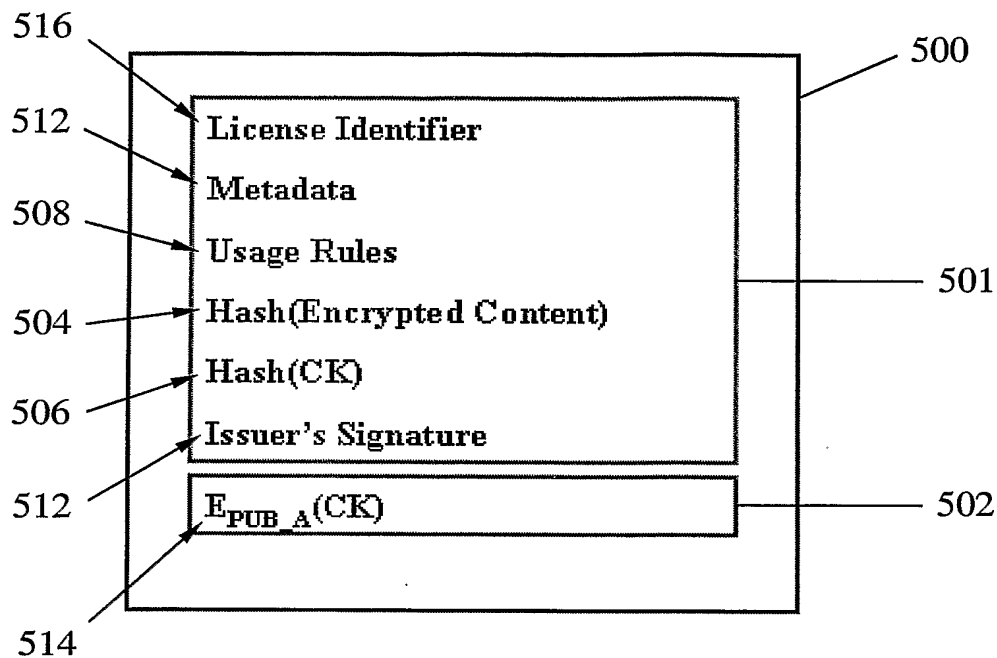 516
500
License Identifier
512
Metadata
508
Usage Rules
501
504
Hash(Encrypted Content)
Hash(CK)
506
Issuer's Signature
512
E_PUB_A(CK)
502
514